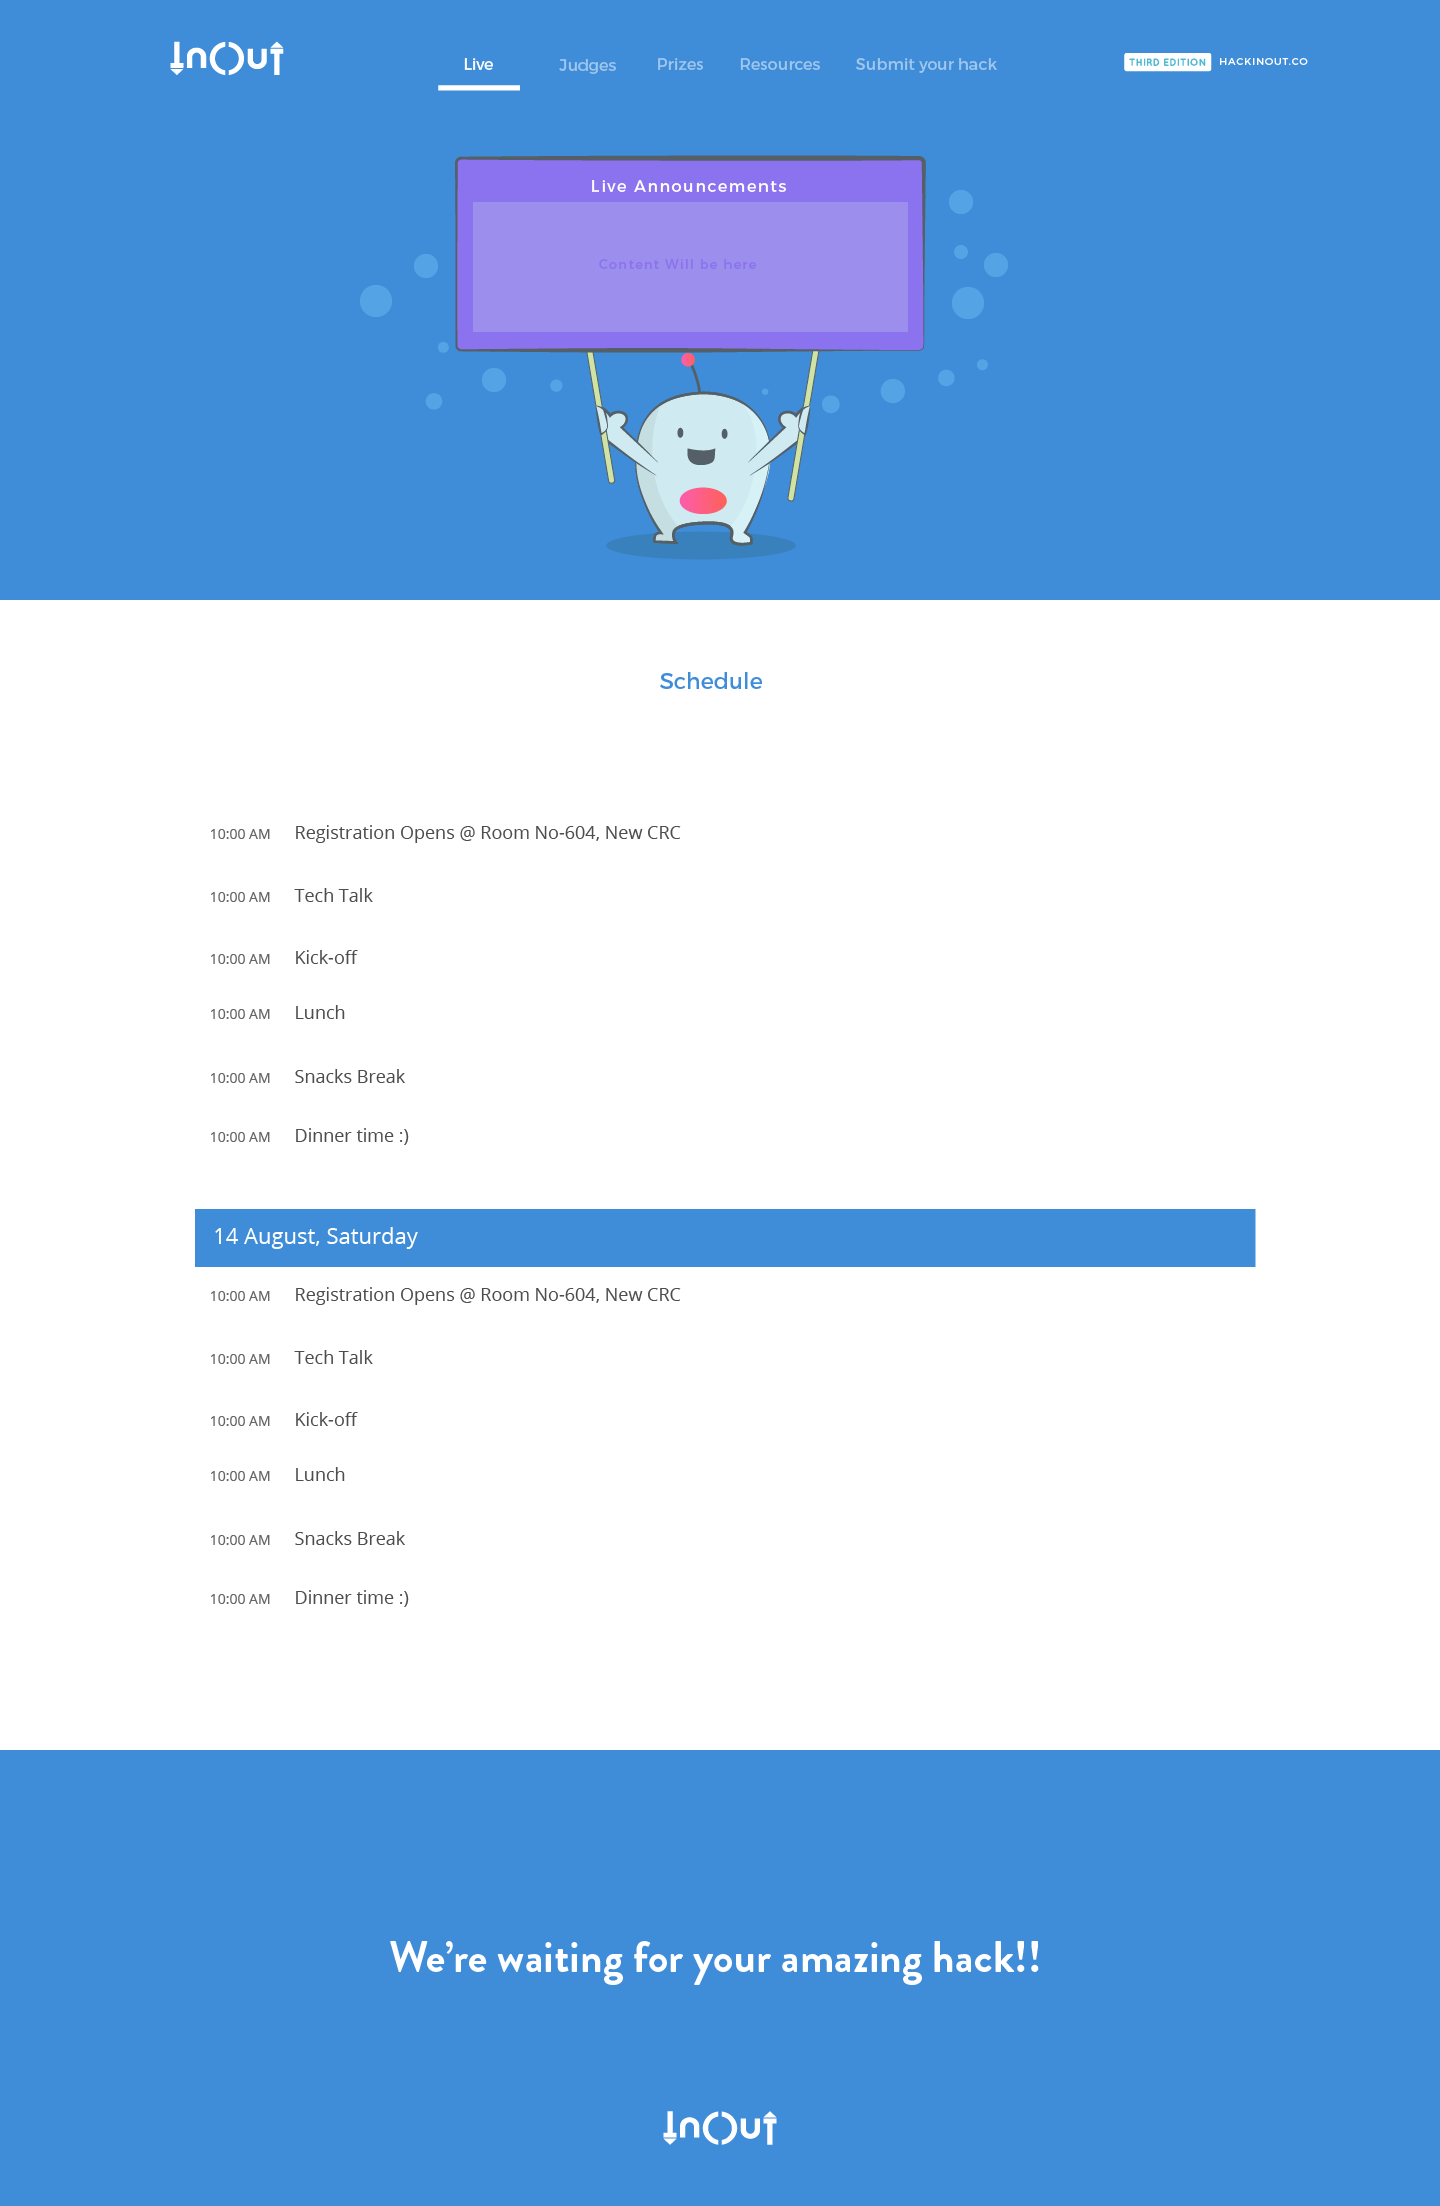 InOut
Live
Judges
Prizes
Resources
Submit your hack
THIRD EDITION
HACKINOUT.CO
Live Announcements
Content Will be here
Schedule
10:00 AM Registration Opens @ Room No-604, New CRC
10:00 AM Tech Talk
10:00 AM Kick-off
10:00 AM Lunch
10:00 AM Snacks Break
10:00 AM Dinner time :)
14 August, Saturday
10:00 AM Registration Opens @ Room No-604, New CRC
10:00 AM Tech Talk
10:00 AM Kick-off
10:00 AM Lunch
10:00 AM Snacks Break
10:00 AM Dinner time :)
We’re waiting for your amazing hack!!
InOut